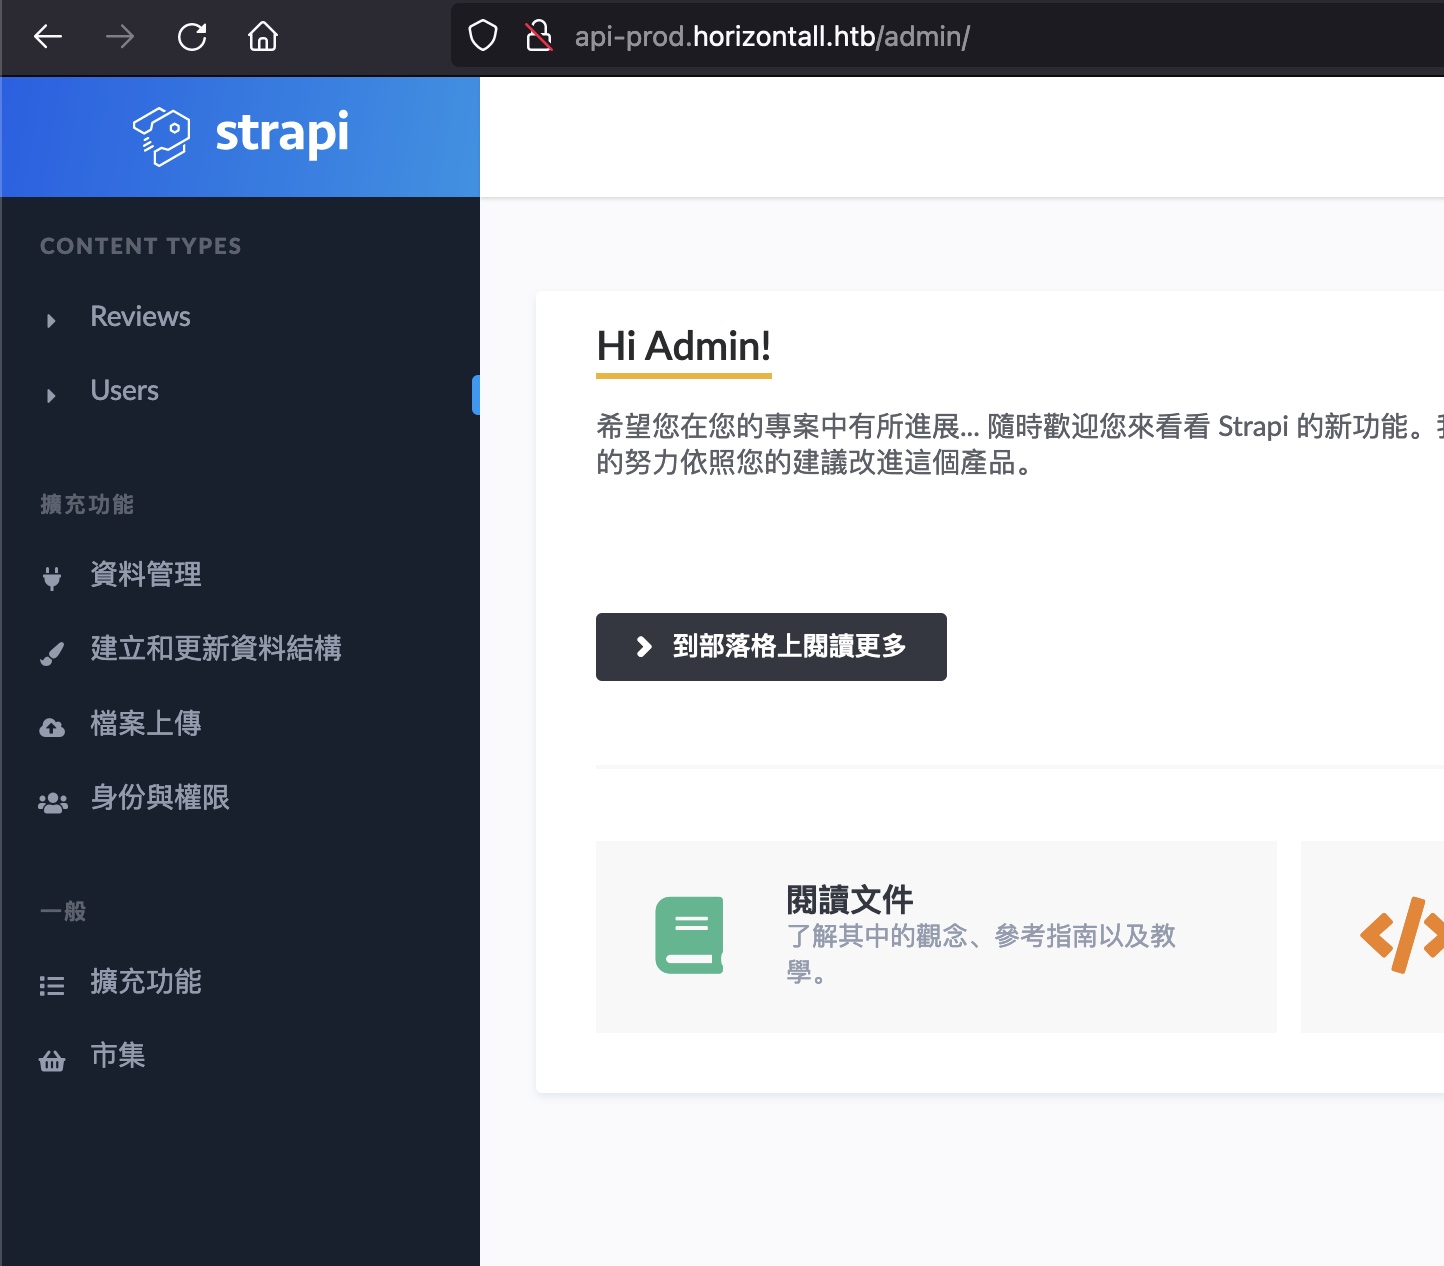 api-prod.horizontall.htb/admin/
strapi
CONTENT TYPES
Reviews
Users
擴充功能
資料管理
建立和更新資料結構
檔案上傳
身份與權限
一般
擴充功能
市集
Hi Admin!
希望您在您的專案中有所進展... 隨時歡迎您來看看 Strapi 的新功能。
的努力依照您的建議改進這個產品。
到部落格上閱讀更多
閱讀文件
了解其中的觀念、參考指南以及教
學。